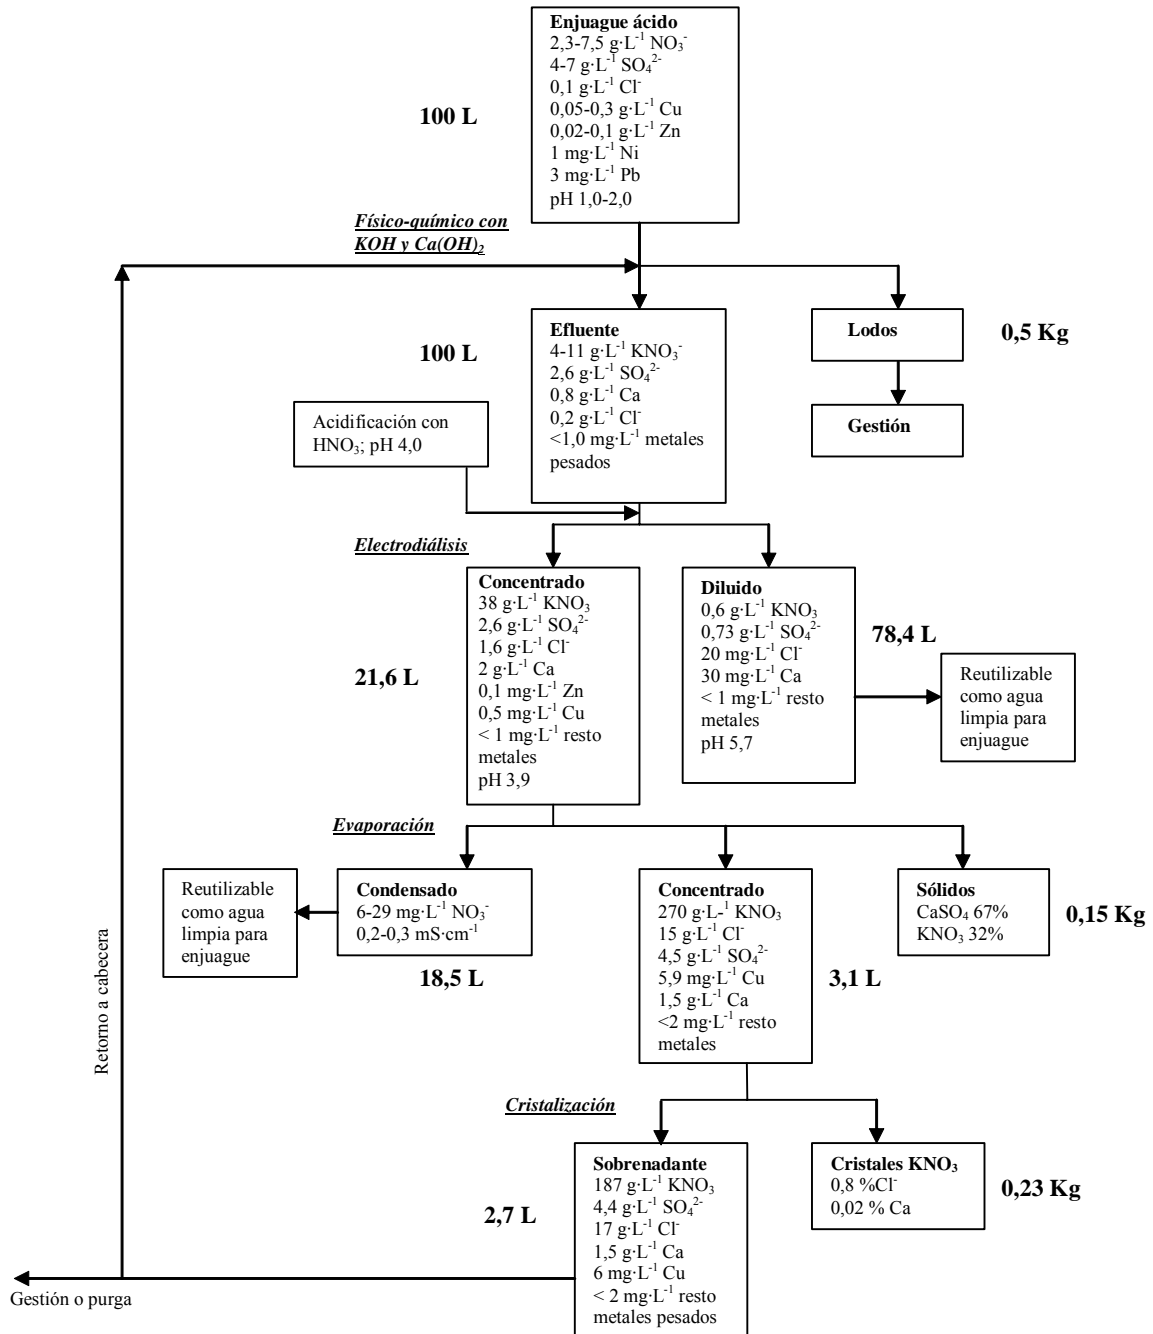 Enjuague ácido
2,3-7,5 g·L⁻¹ NO₃⁻
4-7 g·L⁻¹ SO₄²⁻
0,1 g·L⁻¹ Cl⁻
0,05-0,3 g·L⁻¹ Cu
0,02-0,1 g·L⁻¹ Zn
1 mg·L⁻¹ Ni
3 mg·L⁻¹ Pb
pH 1,0-2,0
100 L
Físico-químico con
KOH y Ca(OH)₂
Efluente
4-11 g·L⁻¹ KNO₃⁻
2,6 g·L⁻¹ SO₄²⁻
0,8 g·L⁻¹ Ca
0,2 g·L⁻¹ Cl⁻
<1,0 mg·L⁻¹ metales
pesados
100 L
Lodos
0,5 Kg
Gestión
Acidificación con
HNO₃; pH 4,0
Electrodiálisis
Concentrado
38 g·L⁻¹ KNO₃
2,6 g·L⁻¹ SO₄²⁻
1,6 g·L⁻¹ Cl⁻
2 g·L⁻¹ Ca
0,1 mg·L⁻¹ Zn
0,5 mg·L⁻¹ Cu
< 1 mg·L⁻¹ resto
metales
pH 3,9
21,6 L
Diluido
0,6 g·L⁻¹ KNO₃
0,73 g·L⁻¹ SO₄²⁻
20 mg·L⁻¹ Cl⁻
30 mg·L⁻¹ Ca
< 1 mg·L⁻¹ resto
metales
pH 5,7
78,4 L
Reutilizable
como agua
limpia para
enjuague
Evaporación
Reutilizable
como agua
limpia para
enjuague
Condensado
6-29 mg·L⁻¹ NO₃⁻
0,2-0,3 mS·cm⁻¹
18,5 L
Concentrado
270 g·L-¹ KNO₃
15 g·L⁻¹ Cl⁻
4,5 g·L⁻¹ SO₄²⁻
5,9 mg·L⁻¹ Cu
1,5 g·L⁻¹ Ca
<2 mg·L⁻¹ resto
metales
3,1 L
Sólidos
CaSO₄ 67%
KNO₃ 32%
0,15 Kg
Retorno a cabecera
Cristalización
Sobrenadante
187 g·L⁻¹ KNO₃
4,4 g·L⁻¹ SO₄²⁻
17 g·L⁻¹ Cl⁻
1,5 g·L⁻¹ Ca
6 mg·L⁻¹ Cu
< 2 mg·L⁻¹ resto
metales pesados
2,7 L
Cristales KNO₃
0,8 %Cl⁻
0,02 % Ca
0,23 Kg
Gestión o purga